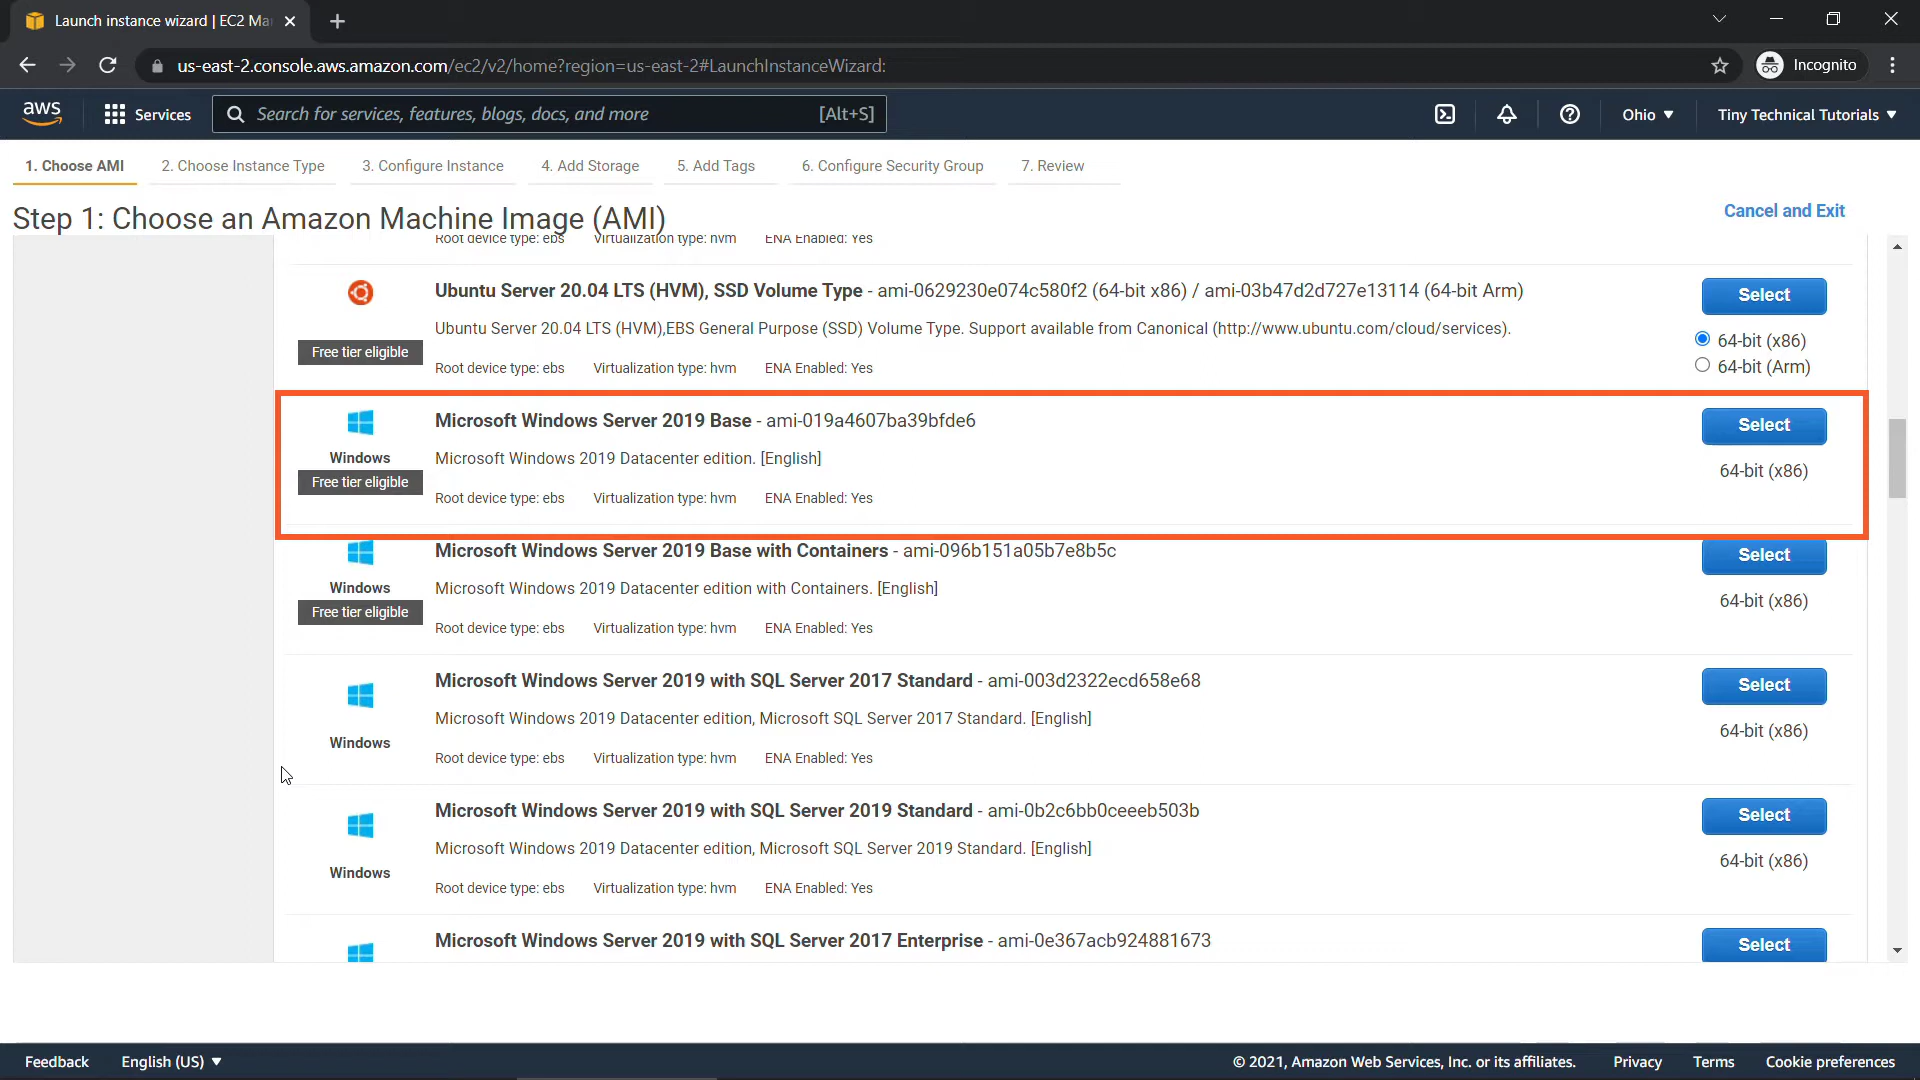 Launch instance wizard | EC2 Ma
us-east-2.console.aws.amazon.com/ec2/v2/home?region=us-east-2#LaunchInstanceWizard:
Incognito
aws
Services
Search for services, features, blogs, docs, and more
[Alt+S]
Ohio
Tiny Technical Tutorials
1. Choose AMI
2. Choose Instance Type
3. Configure Instance
4. Add Storage
5. Add Tags
6. Configure Security Group
7. Review
Step 1: Choose an Amazon Machine Image (AMI)
Cancel and Exit
Root device type: ebs Virtualization type: hvm ENA Enabled: Yes
Ubuntu Server 20.04 LTS (HVM), SSD Volume Type - ami-0629230e074c580f2 (64-bit x86) / ami-03b47d2d727e13114 (64-bit Arm)
Select
Ubuntu Server 20.04 LTS (HVM),EBS General Purpose (SSD) Volume Type. Support available from Canonical (http://www.ubuntu.com/cloud/services).
64-bit (x86)
Free tier eligible
Root device type: ebs Virtualization type: hvm ENA Enabled: Yes
64-bit (Arm)
Microsoft Windows Server 2019 Base - ami-019a4607ba39bfde6
Select
Windows
Microsoft Windows 2019 Datacenter edition. [English]
64-bit (x86)
Free tier eligible
Root device type: ebs Virtualization type: hvm ENA Enabled: Yes
Microsoft Windows Server 2019 Base with Containers - ami-096b151a05b7e8b5c
Select
Windows
Microsoft Windows 2019 Datacenter edition with Containers. [English]
64-bit (x86)
Free tier eligible
Root device type: ebs Virtualization type: hvm ENA Enabled: Yes
Microsoft Windows Server 2019 with SQL Server 2017 Standard - ami-003d2322ecd658e68
Select
Microsoft Windows 2019 Datacenter edition, Microsoft SQL Server 2017 Standard. [English]
64-bit (x86)
Windows
Root device type: ebs Virtualization type: hvm ENA Enabled: Yes
Microsoft Windows Server 2019 with SQL Server 2019 Standard - ami-0b2c6bb0ceeeb503b
Select
Microsoft Windows 2019 Datacenter edition, Microsoft SQL Server 2019 Standard. [English]
64-bit (x86)
Windows
Root device type: ebs Virtualization type: hvm ENA Enabled: Yes
Microsoft Windows Server 2019 with SQL Server 2017 Enterprise - ami-0e367acb924881673
Select
Feedback
English (US)
© 2021, Amazon Web Services, Inc. or its affiliates.
Privacy
Terms
Cookie preferences